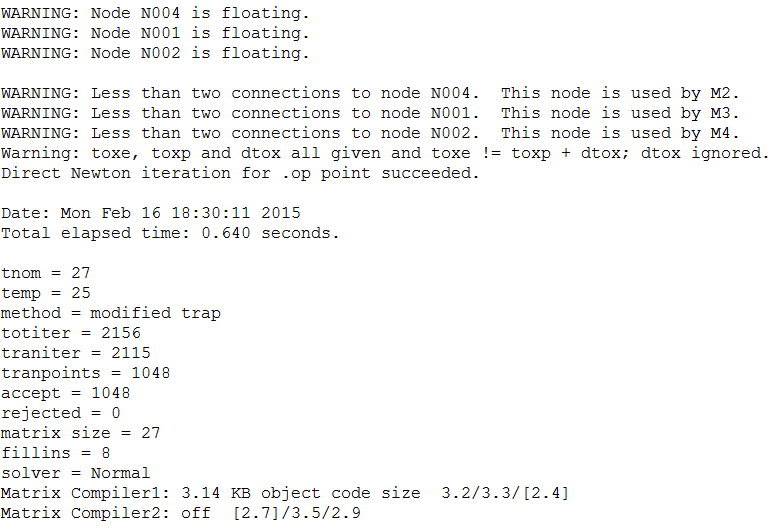 WARNING: Node N004 is floating.
WARNING: Node N001 is floating.
WARNING: Node N002 is floating.
WARNING: Less than two connections to node N004.  This node is used by M2.
WARNING: Less than two connections to node N001.  This node is used by M3.
WARNING: Less than two connections to node N002.  This node is used by M4.
Warning: toxe, toxp and dtox all given and toxe != toxp + dtox; dtox ignored.
Direct Newton iteration for .op point succeeded.
Date: Mon Feb 16 18:30:11 2015
Total elapsed time: 0.640 seconds.
tnom = 27
temp = 25
method = modified trap
totiter = 2156
traniter = 2115
tranpoints = 1048
accept = 1048
rejected = 0
matrix size = 27
fillins = 8
solver = Normal
Matrix Compiler1: 3.14 KB object code size  3.2/3.3/[2.4]
Matrix Compiler2: off  [2.7]/3.5/2.9